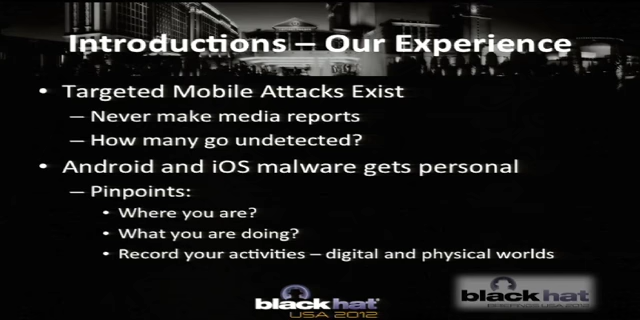 Introductions – Our Experience
• Targeted Mobile Attacks Exist
– Never make media reports
– How many go undetected?
• Android and iOS malware gets personal
– Pinpoints:
• Where you are?
• What you are doing?
• Record your activities – digital and physical worlds
black hat
USA 2012
black hat
USA 2012